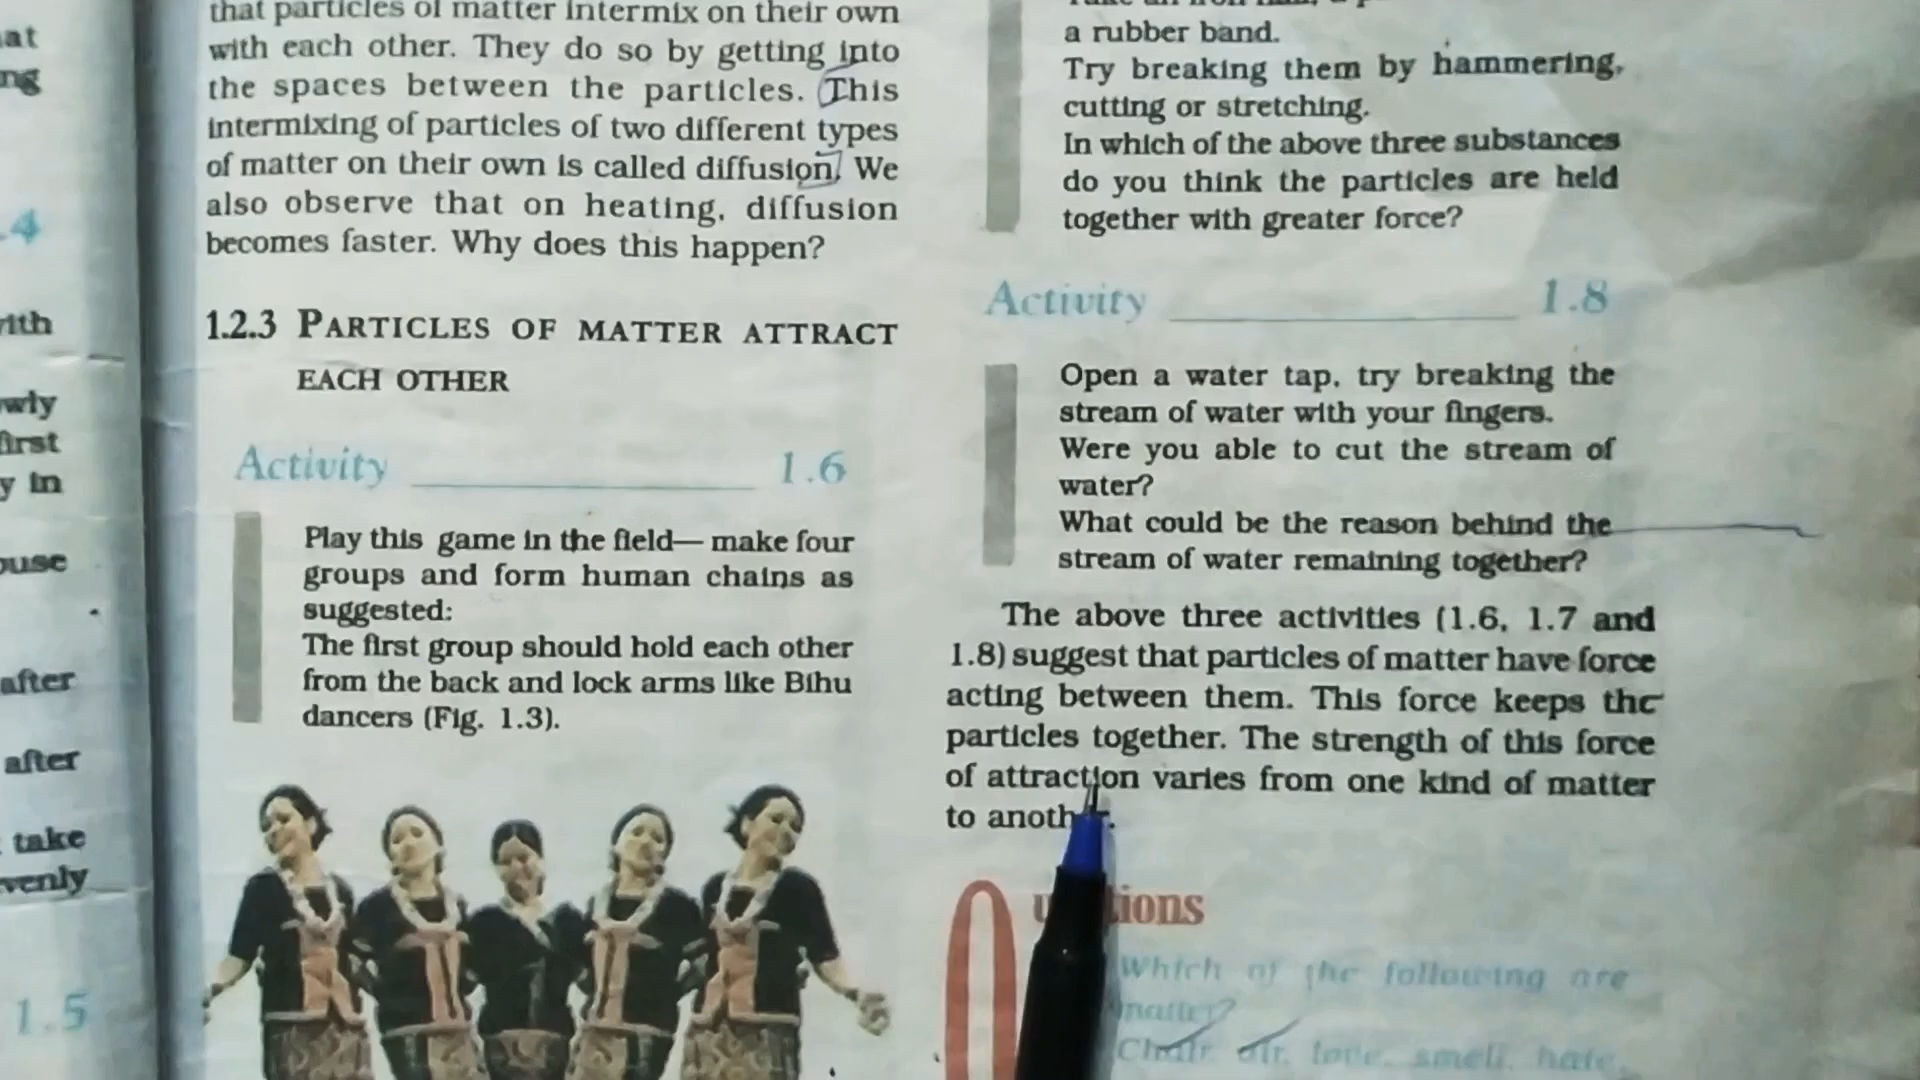 at
ng
4
with
wly
first
y in
ouse
after
after
take
venly
1.5
that particles of matter intermix on their own
with each other. They do so by getting into
the spaces between the particles. This
intermixing of particles of two different types
of matter on their own is called diffusion. We
also observe that on heating, diffusion
becomes faster. Why does this happen?
1.2.3 PARTICLES OF MATTER ATTRACT
EACH OTHER
Activity 1.6
Play this game in the field— make four
groups and form human chains as
suggested:
The first group should hold each other
from the back and lock arms like Bihu
dancers (Fig. 1.3).
a rubber band.
Try breaking them by hammering,
cutting or stretching.
In which of the above three substances
do you think the particles are held
together with greater force?
Activity 1.8
Open a water tap, try breaking the
stream of water with your fingers.
Were you able to cut the stream of
water?
What could be the reason behind the
stream of water remaining together?
The above three activities (1.6, 1.7 and
1.8) suggest that particles of matter have force
acting between them. This force keeps the
particles together. The strength of this force
of attraction varies from one kind of matter
to another.
Questions
Which of the following are
matter?
Chair, air, love, smell, hate,